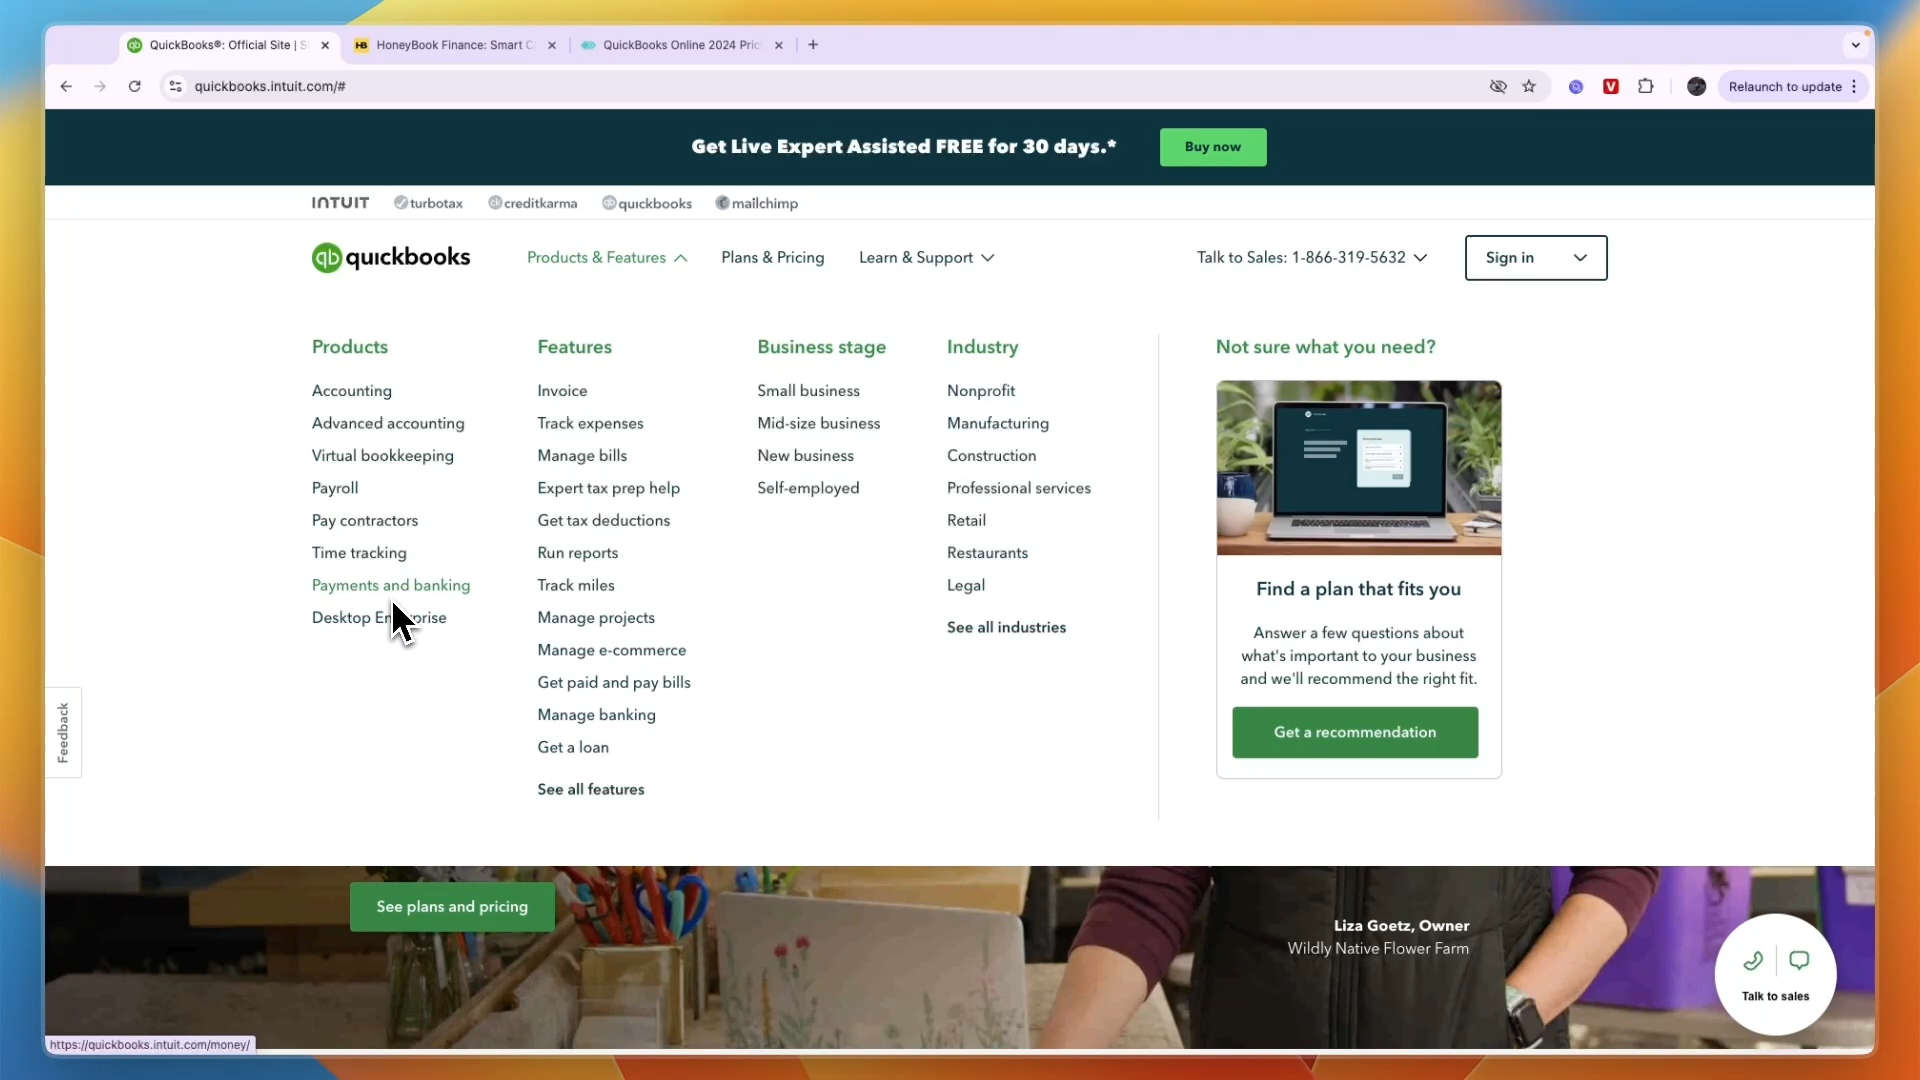 QuickBooks®: Official Site | S
HoneyBook Finance: Smart C
QuickBooks Online 2024 Pric
quickbooks.intuit.com/#
Relaunch to update
Get Live Expert Assisted FREE for 30 days.*
Buy now
INTUIT
turbotax
creditkarma
quickbooks
mailchimp
quickbooks
Products & Features
Plans & Pricing
Learn & Support
Talk to Sales: 1-866-319-5632
Sign in
Products
Accounting
Advanced accounting
Virtual bookkeeping
Payroll
Pay contractors
Time tracking
Payments and banking
Desktop Enterprise
Features
Invoice
Track expenses
Manage bills
Expert tax prep help
Get tax deductions
Run reports
Track miles
Manage projects
Manage e-commerce
Get paid and pay bills
Manage banking
Get a loan
See all features
Business stage
Small business
Mid-size business
New business
Self-employed
Industry
Nonprofit
Manufacturing
Construction
Professional services
Retail
Restaurants
Legal
See all industries
Not sure what you need?
Find a plan that fits you
Answer a few questions about
what's important to your business
and we'll recommend the right fit.
Get a recommendation
Feedback
See plans and pricing
Liza Goetz, Owner
Wildly Native Flower Farm
Talk to sales
https://quickbooks.intuit.com/money/